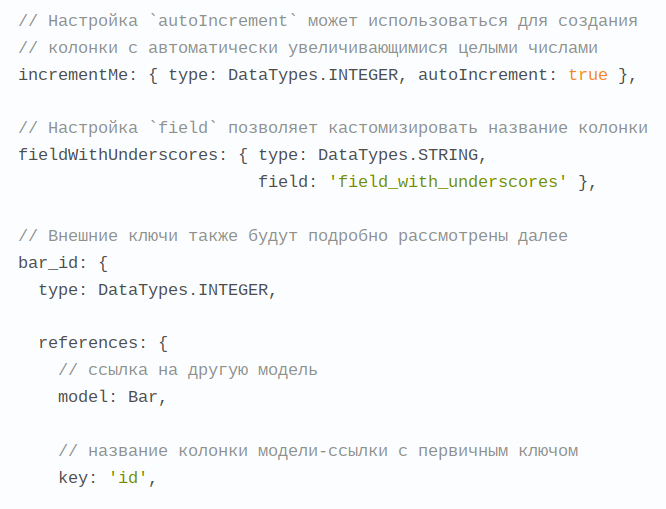 // Настройка `autoIncrement` может использоваться для создания
// колонки с автоматически увеличивающимися целыми числами
incrementMe: { type: DataTypes.INTEGER, autoIncrement: true },
// Настройка `field` позволяет кастомизировать название колонки
fieldWithUnderscores: { type: DataTypes.STRING,
field: 'field_with_underscores' },
// Внешние ключи также будут подробно рассмотрены далее
bar_id: {
type: DataTypes.INTEGER,
references: {
// ссылка на другую модель
model: Bar,
// название колонки модели-ссылки с первичным ключом
key: 'id',